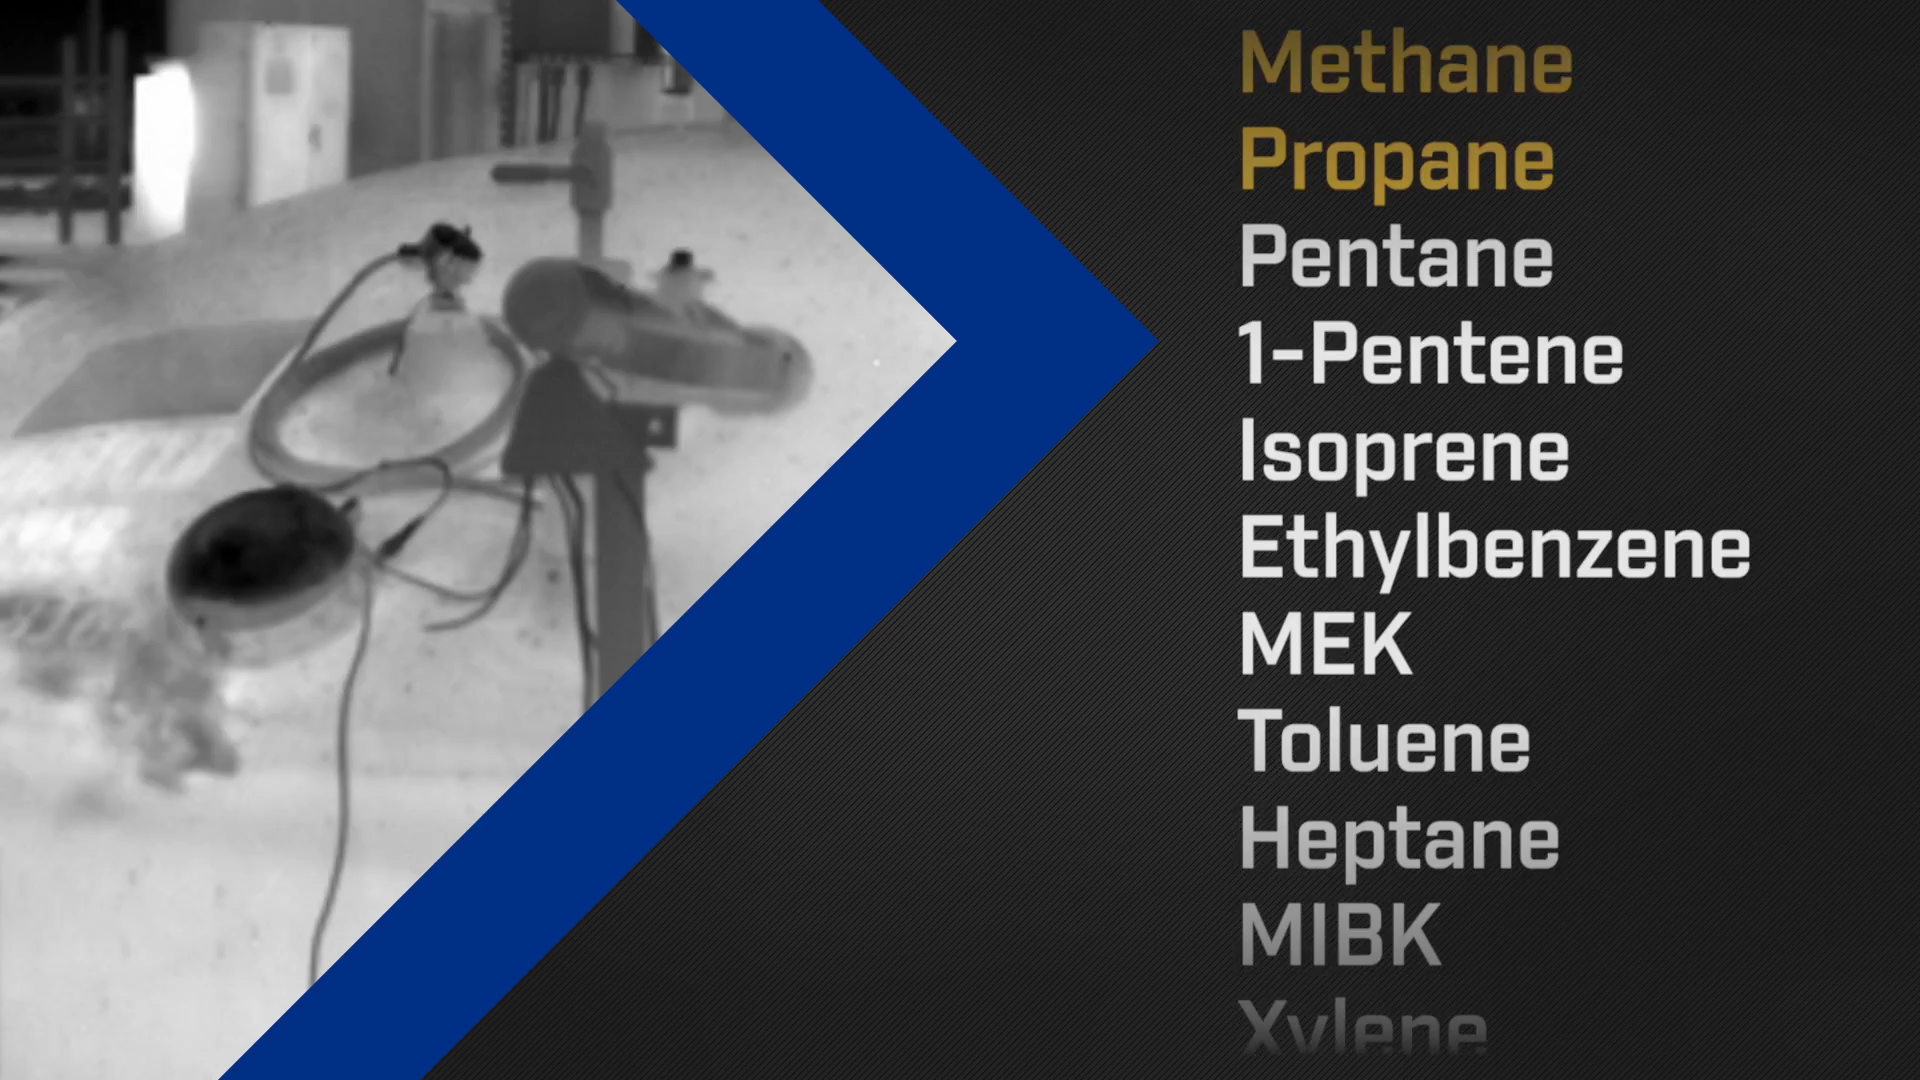 Methane
Propane
Pentane
1-Pentene
Isoprene
Ethylbenzene
MEK
Toluene
Heptane
MIBK
Xylene